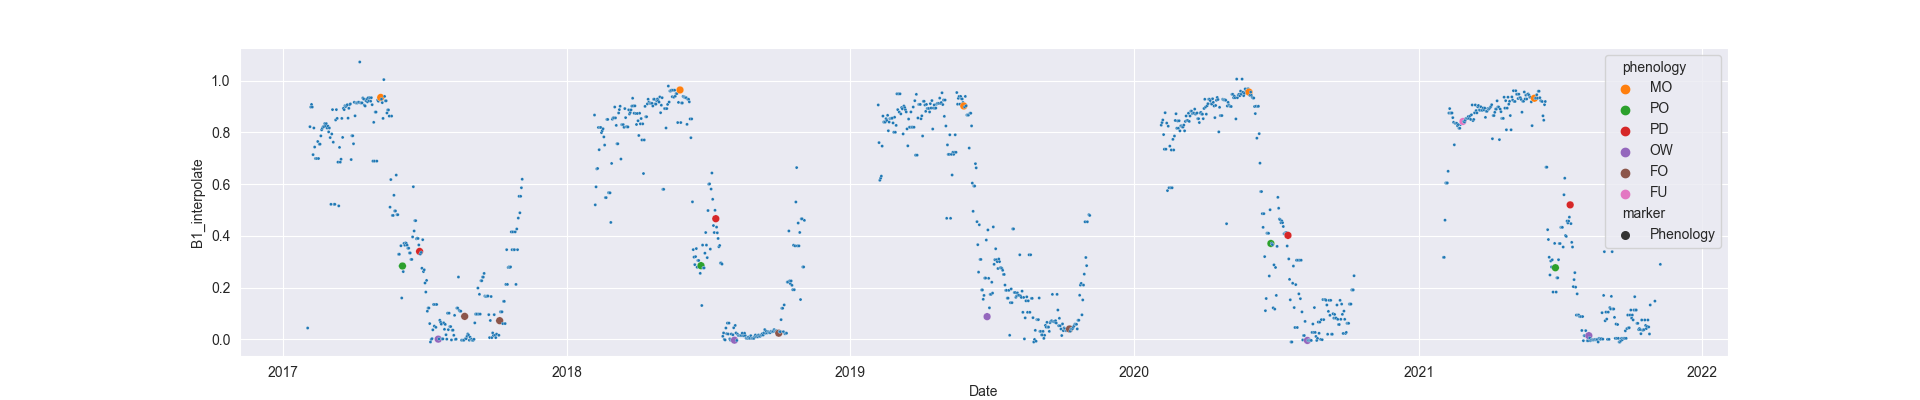 phenology
MO
PO
PD
OW
FO
FU
marker
Phenology
1.0
0.8
0.6
0.4
0.2
0.0
B1_interpolate
2017
2018
2019
2020
2021
2022
Date